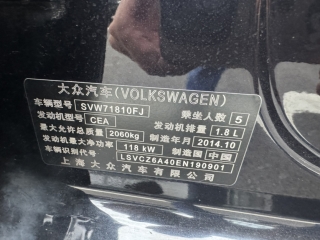 大众汽车(VOLKSWAGEN)
车辆型号 SVW71810FJ 乘坐人数 5
发动机型号 CEA 发动机排量 1.8 L
最大允许总质量 2060kg 制造年月 2014.10
发动机最大净功率 118 kW 制造国 中国
车辆识别代号 LSVCZ6A40EN190901
上海大众汽车有限公司